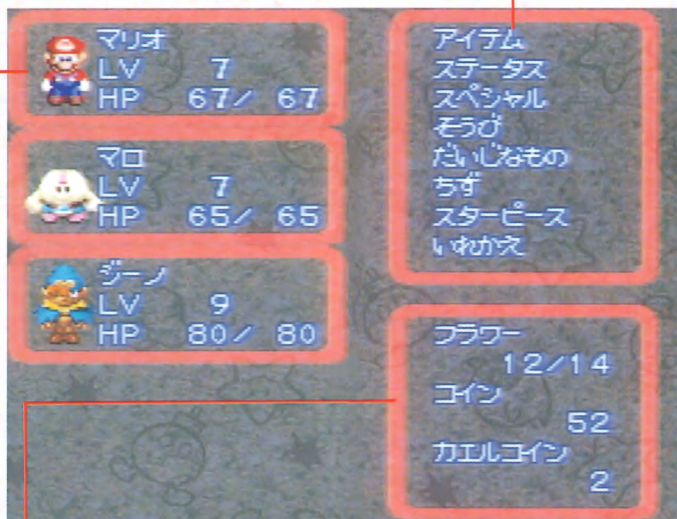 マリオ
LV 7
HP 67/ 67
マロ
LV 7
HP 65/ 65
ジーノ
LV 9
HP 80/ 80
アイテム
ステータス
スペシャル
そうび
だいじなもの
ちず
スターピース
いれかえ
フラワー
12/14
コイン
52
カエルコイン
2